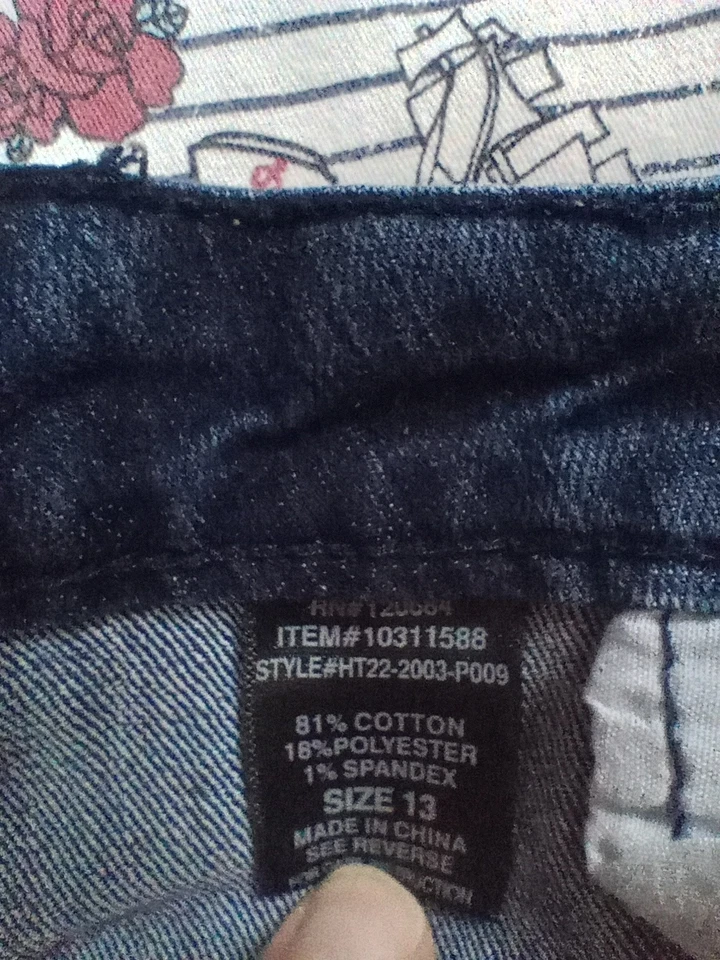 ITEM#10311588
STYLE#HT22-2003-P009
81% COTTON
18%POLYESTER
1% SPANDEX
SIZE 13
MADE IN CHINA
SEE REVERSE